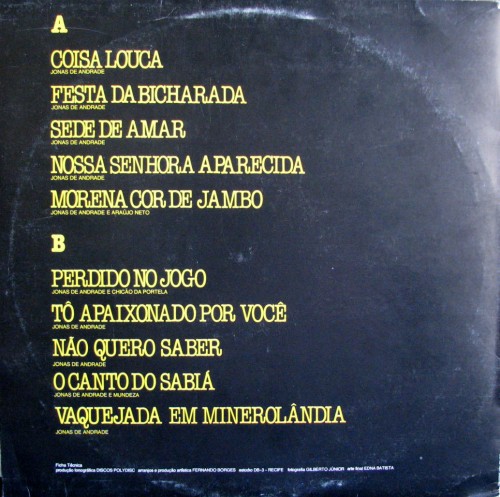 A
COISA LOUCA
JONAS DE ANDRADE
FESTA DA BICHARADA
JONAS DE ANDRADE
SEDE DE AMAR
JONAS DE ANDRADE
NOSSA SENHORA APARECIDA
JONAS DE ANDRADE
MORENA COR DE JAMBO
JONAS DE ANDRADE E ARAÚJO NETO
B
PERDIDO NO JOGO
JONAS DE ANDRADE E CHICÃO DA PORTELA
TÔ APAIXONADO POR VOCÊ
JONAS DE ANDRADE
NÃO QUERO SABER
JONAS DE ANDRADE
O CANTO DO SABIÁ
JONAS DE ANDRADE E MUNDEZA
VAQUEJADA EM MINEROLÂNDIA
JONAS DE ANDRADE
Ficha Técnica
produção fonográfica DISCOS POLYDISC arranjos e produção artística FERNANDO BORGES estúdio DB-3 - RECIFE fotografia GILBERTO JÚNIOR arte final EDNA BATISTA